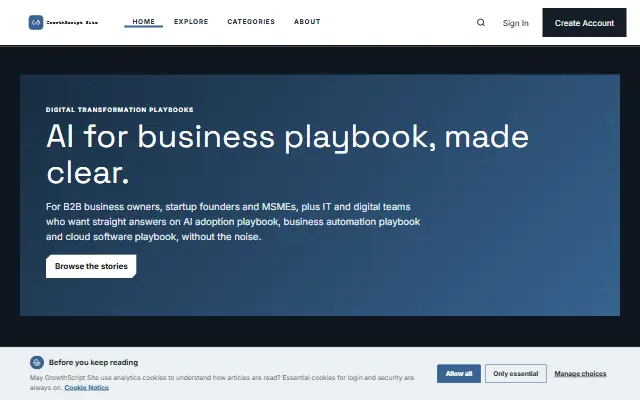 GrowthScript Site
HOME
EXPLORE
CATEGORIES
ABOUT
Sign In
Create Account
DIGITAL TRANSFORMATION PLAYBOOKS
AI for business playbook, made
clear.
For B2B business owners, startup founders and MSMEs, plus IT and digital teams
who want straight answers on AI adoption playbook, business automation playbook
and cloud software playbook, without the noise.
Browse the stories
Before you keep reading
May GrowthScript Site use analytics cookies to understand how articles are read? Essential cookies for login and security are
always on. Cookie Notice
Allow all
Only essential
Manage choices